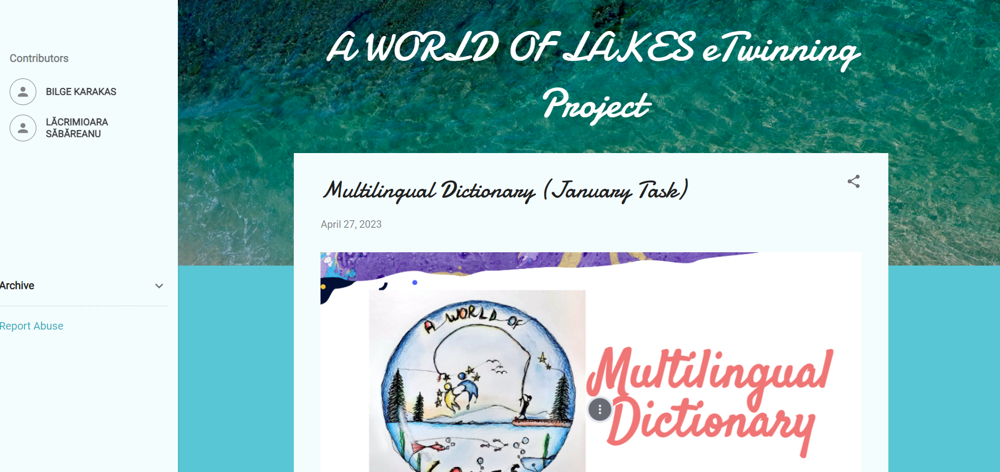 Contributors
BILGE KARAKAS
LĂCRIMIOARA
SĂBĂREANU
Archive
Report Abuse
A WORLD OF LAKES eTwinning
Project
Multilingual Dictionary (January Task)
April 27, 2023
A WORLD OF
Multilingual
Dictionary